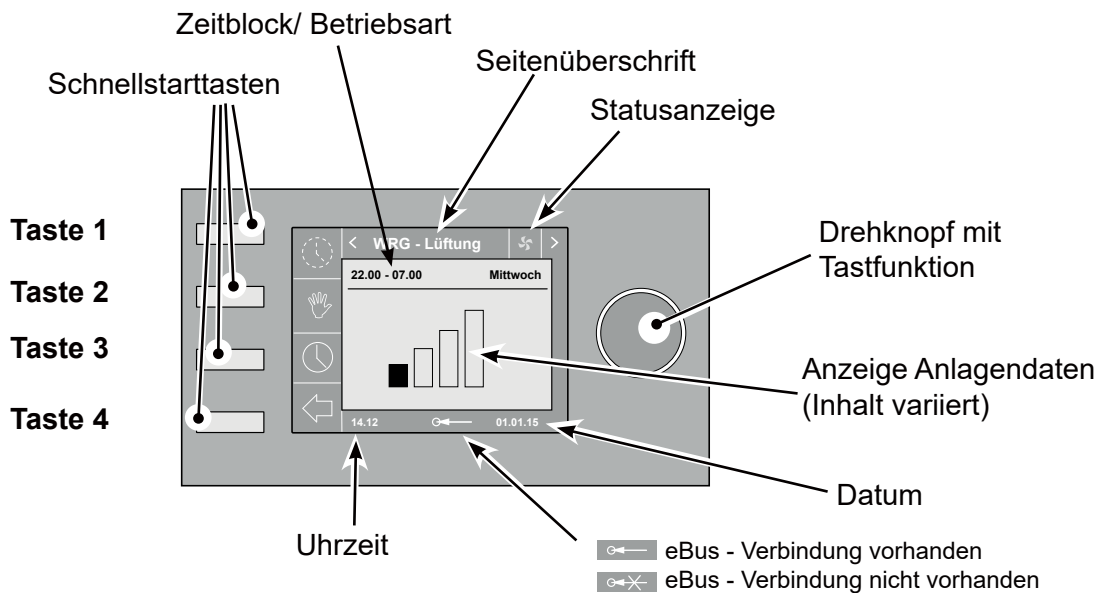 Zeitblock/ Betriebsart
Seitenüberschrift
Schnellstarttasten
Statusanzeige
Taste 1
Taste 2
Taste 3
Taste 4
< WRG - Lüftung >
22.00 - 07.00 Mittwoch
14.12 01.01.15
Drehknopf mit
Tastfunktion
Anzeige Anlagendaten
(Inhalt variiert)
Datum
Uhrzeit
eBus - Verbindung vorhanden
eBus - Verbindung nicht vorhanden